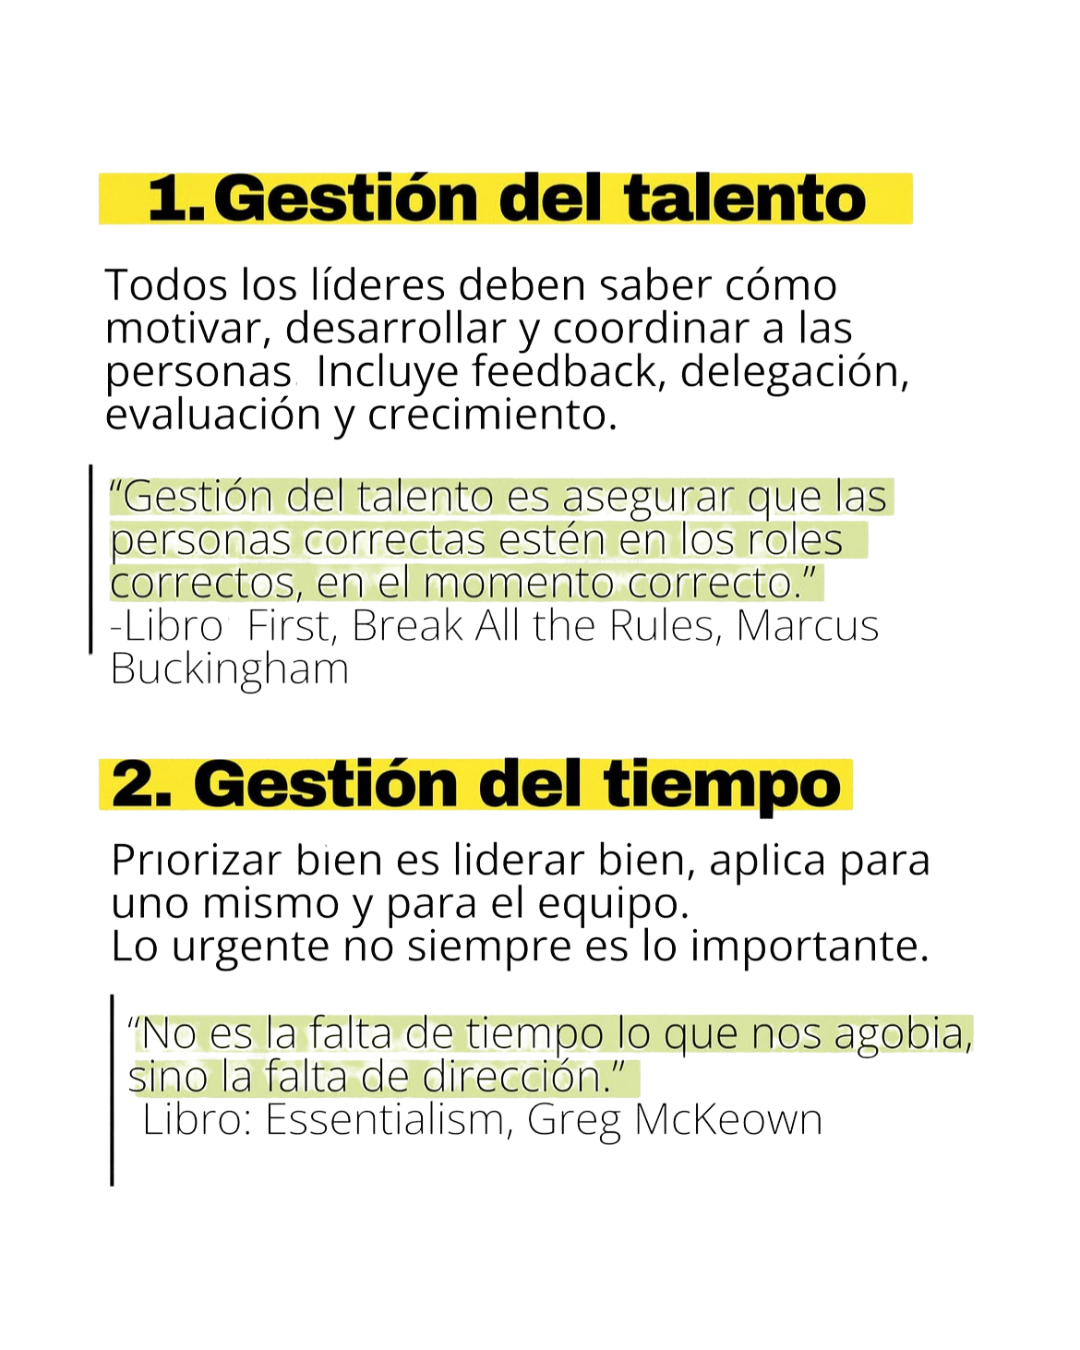 1. Gestión del talento
Todos los líderes deben saber cómo
motivar, desarrollar y coordinar a las
personas. Incluye feedback, delegación,
evaluación y crecimiento.
“Gestión del talento es asegurar que las
personas correctas estén en los roles
correctos, en el momento correcto.”
-Libro First, Break All the Rules, Marcus
Buckingham
2. Gestión del tiempo
Priorizar bien es liderar bien, aplica para
uno mismo y para el equipo.
Lo urgente no siempre es lo importante.
“No es la falta de tiempo lo que nos agobia,
sino la falta de dirección.”
Libro: Essentialism, Greg McKeown